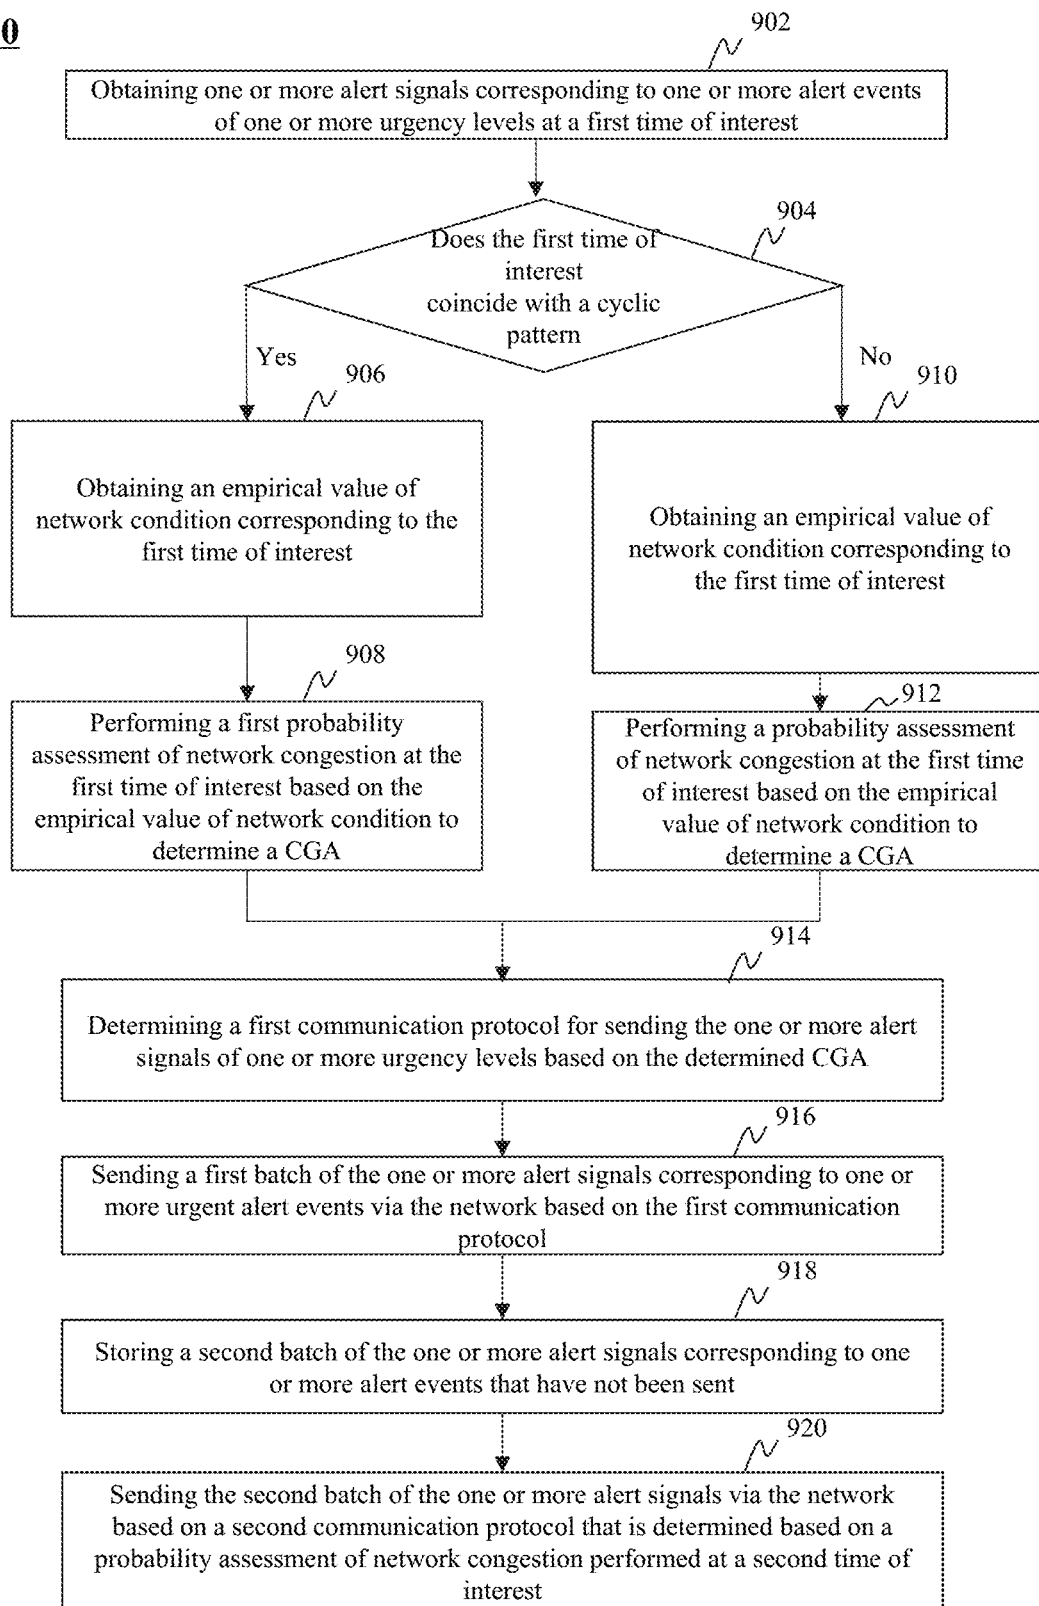 0
902
Obtaining one or more alert signals corresponding to one or more alert events
of one or more urgency levels at a first time of interest
904
Does the first time of
interest
coincide with a cyclic
pattern
Yes
No
906
910
Obtaining an empirical value of
network condition corresponding to the
first time of interest
Obtaining an empirical value of
network condition corresponding to
the first time of interest
908
912
Performing a first probability
assessment of network congestion at the
first time of interest based on the
empirical value of network condition to
determine a CGA
Performing a probability assessment
of network congestion at the first time
of interest based on the empirical
value of network condition to
determine a CGA
914
Determining a first communication protocol for sending the one or more alert
signals of one or more urgency levels based on the determined CGA
916
Sending a first batch of the one or more alert signals corresponding to one or
more urgent alert events via the network based on the first communication
protocol
918
Storing a second batch of the one or more alert signals corresponding to one
or more alert events that have not been sent
920
Sending the second batch of the one or more alert signals via the network
based on a second communication protocol that is determined based on a
probability assessment of network congestion performed at a second time of
interest